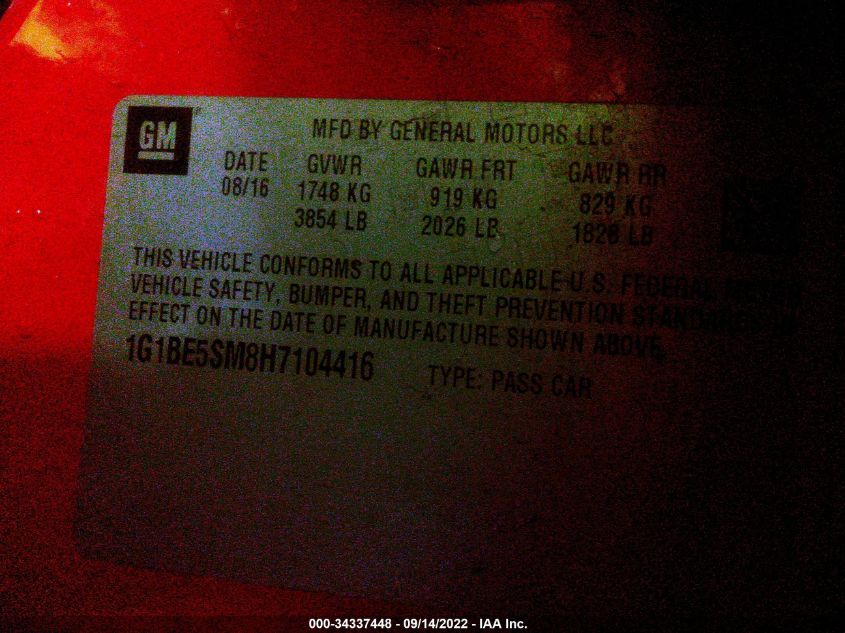 GM
MFD BY GENERAL MOTORS LLC
DATE GVWR GAWR FRT GAWR RR
08/16 1748 KG 919 KG 829 KG
3854 LB 2026 LB 1828 LB
THIS VEHICLE CONFORMS TO ALL APPLICABLE U.S. FEDERAL MOTOR
VEHICLE SAFETY, BUMPER, AND THEFT PREVENTION STANDARDS IN
EFFECT ON THE DATE OF MANUFACTURE SHOWN ABOVE.
1G1BE5SM8H7104416 TYPE: PASS CAR
000-34337448 - 09/14/2022 - IAA Inc.